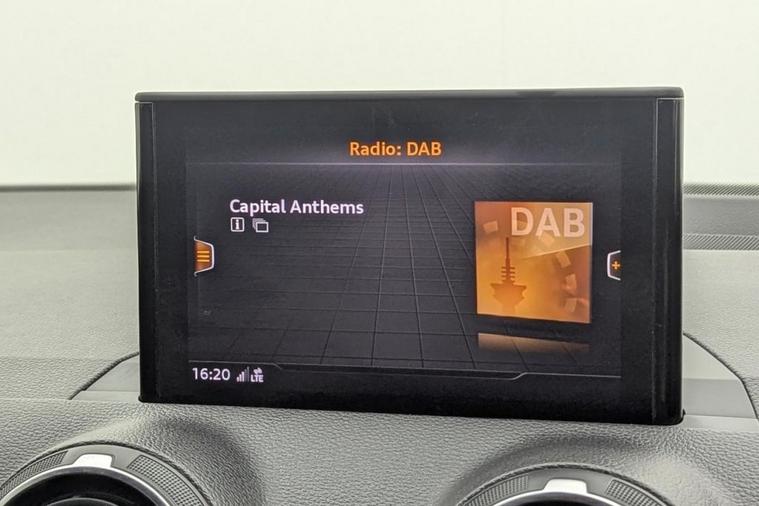 Radio: DAB
Capital Anthems
DAB
16:20
LTE